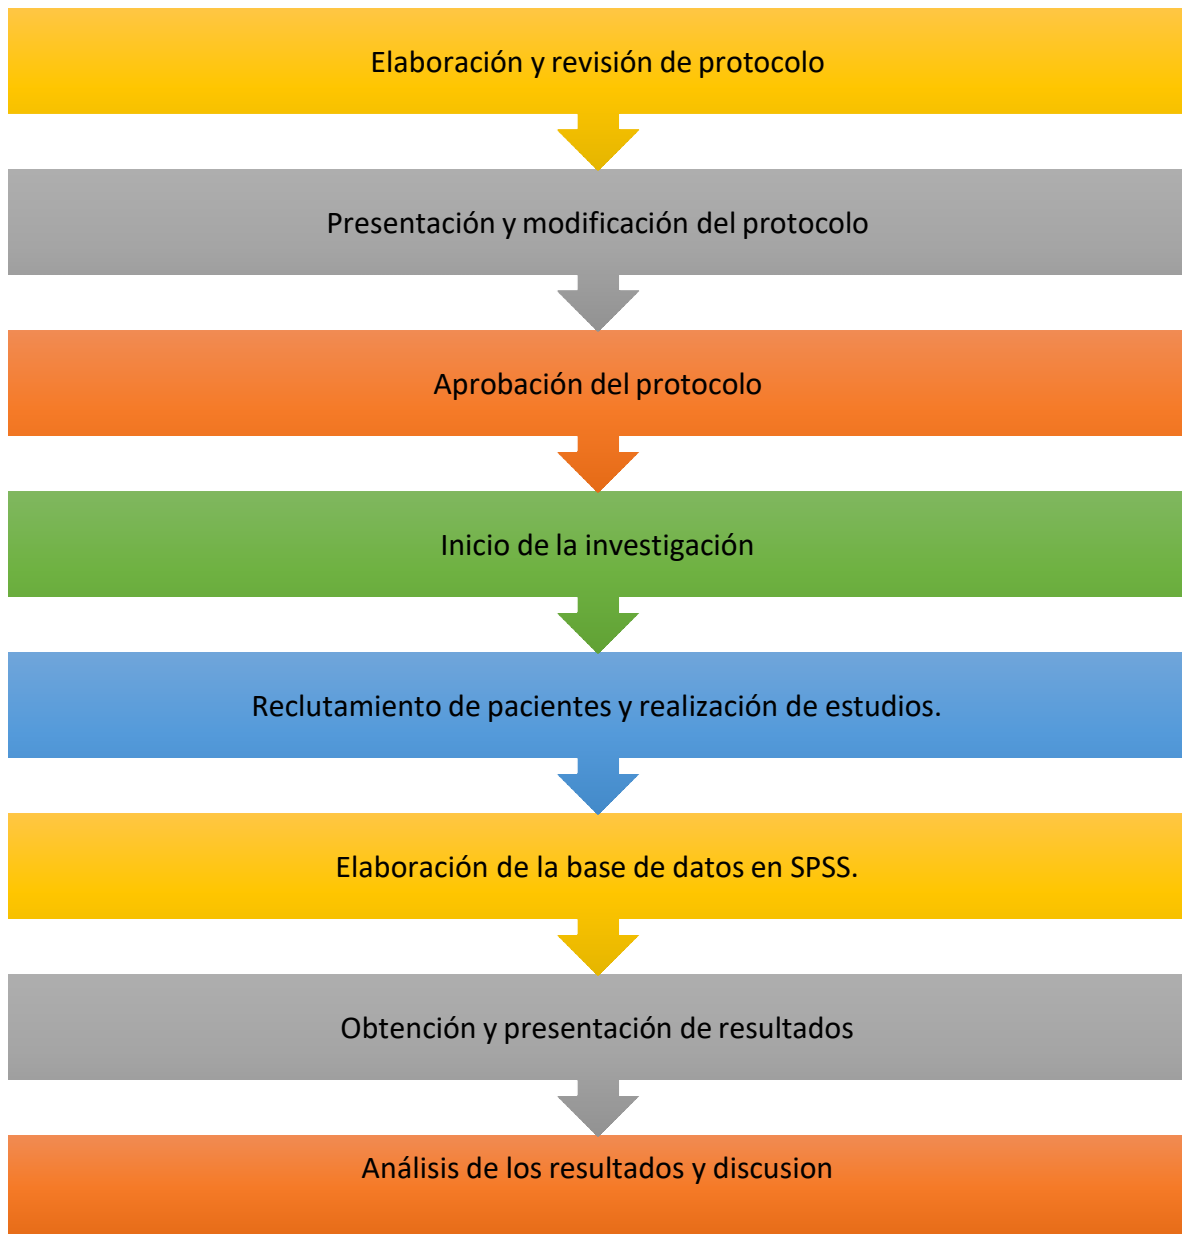 Elaboración y revisión de protocolo
Presentación y modificación del protocolo
Aprobación del protocolo
Inicio de la investigación
Reclutamiento de pacientes y realización de estudios.
Elaboración de la base de datos en SPSS.
Obtención y presentación de resultados
Análisis de los resultados y discusion